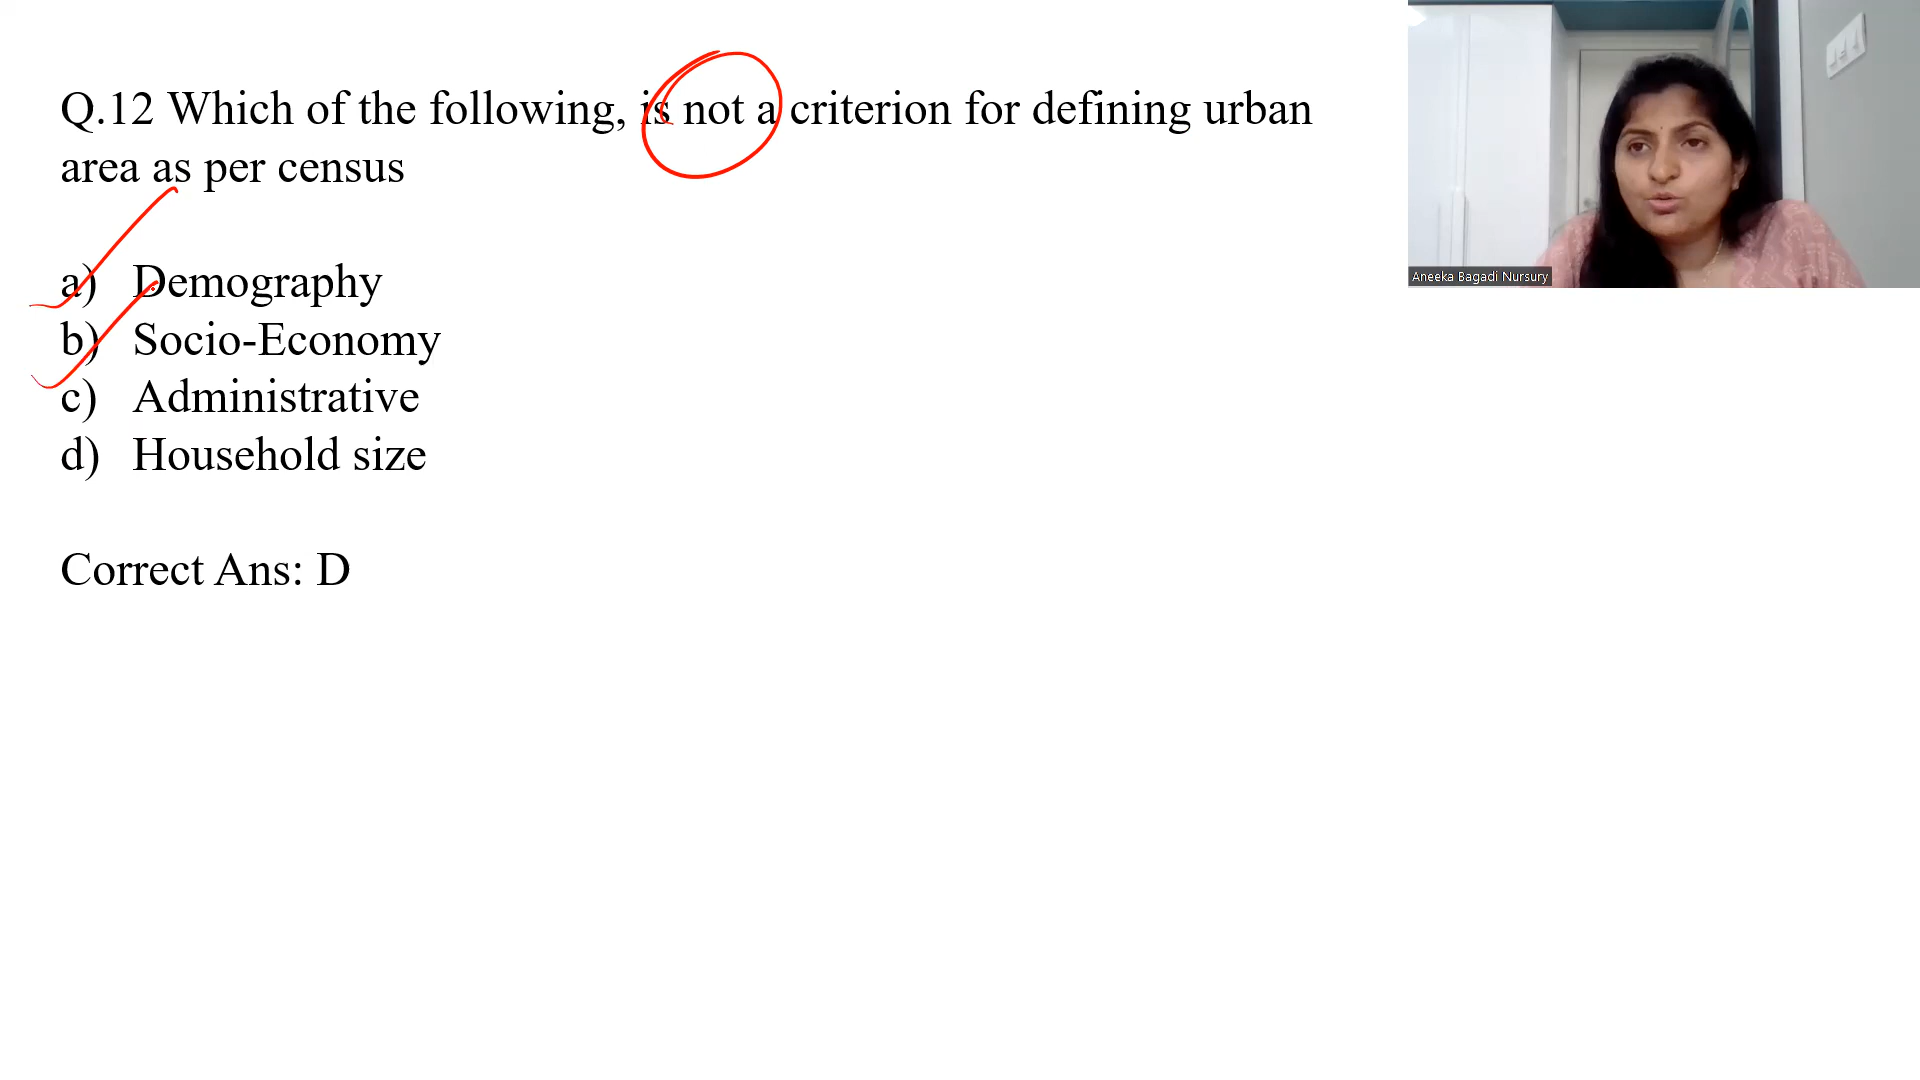 Q.12 Which of the following, is not a criterion for defining urban
area as per census
a) Demography
b) Socio-Economy
c) Administrative
d) Household size
Correct Ans: D
Aneeka Bagadi Nursury